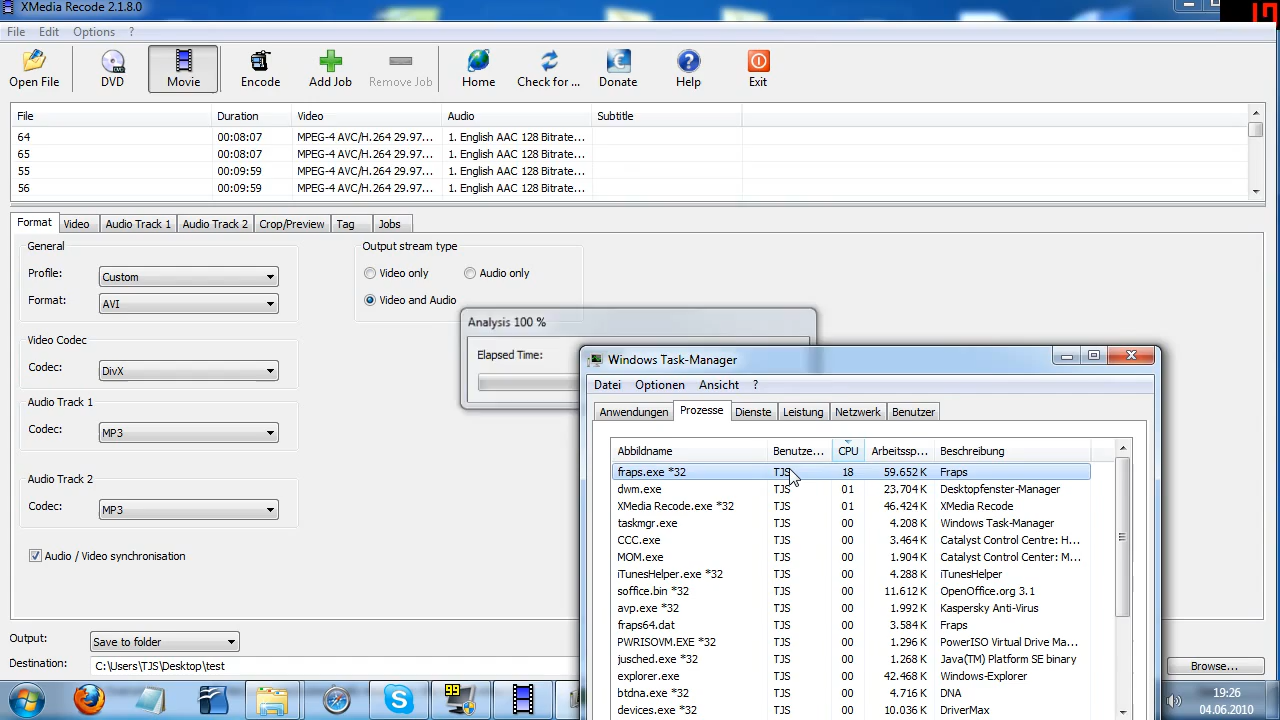 XMedia Recode 2.1.8.0
19
File Edit Options ?
Open File DVD Movie Encode Add Job Remove Job Home Check for ... Donate Help Exit
File Duration Video Audio Subtitle
64 00:08:07 MPEG-4 AVC/H.264 29.97... 1. English AAC 128 Bitrate...
65 00:08:07 MPEG-4 AVC/H.264 29.97... 1. English AAC 128 Bitrate...
55 00:09:59 MPEG-4 AVC/H.264 29.97... 1. English AAC 128 Bitrate...
56 00:09:59 MPEG-4 AVC/H.264 29.97... 1. English AAC 128 Bitrate...
Format Video Audio Track 1 Audio Track 2 Crop/Preview Tag Jobs
General
Profile: Custom
Format: AVI
Video Codec
Codec: DivX
Audio Track 1
Codec: MP3
Audio Track 2
Codec: MP3
Audio / Video synchronisation
Output stream type
Video only Audio only
Video and Audio
Analysis 100 %
Elapsed Time:
Windows Task-Manager
Datei Optionen Ansicht ?
Anwendungen Prozesse Dienste Leistung Netzwerk Benutzer
Abbildname Benutze... CPU Arbeitssp... Beschreibung
fraps.exe *32 TJS 18 59.652 K Fraps
dwm.exe TJS 01 23.704 K Desktopfenster-Manager
XMedia Recode.exe *32 TJS 01 46.424 K XMedia Recode
taskmgr.exe TJS 00 4.208 K Windows Task-Manager
CCC.exe TJS 00 3.464 K Catalyst Control Centre: H...
MOM.exe TJS 00 1.904 K Catalyst Control Center: M...
iTunesHelper.exe *32 TJS 00 4.288 K iTunesHelper
soffice.bin *32 TJS 00 11.612 K OpenOffice.org 3.1
avp.exe *32 TJS 00 1.992 K Kaspersky Anti-Virus
fraps64.dat TJS 00 3.584 K Fraps
PWRISOVM.EXE *32 TJS 00 1.296 K PowerISO Virtual Drive Ma...
jusched.exe *32 TJS 00 1.268 K Java(TM) Platform SE binary
explorer.exe TJS 00 42.468 K Windows-Explorer
btdna.exe *32 TJS 00 4.716 K DNA
devices.exe *32 TJS 00 10.036 K DriverMax
Output: Save to folder
Destination: C:\Users\TJS\Desktop\test
Browse...
99
19:26
04.06.2010